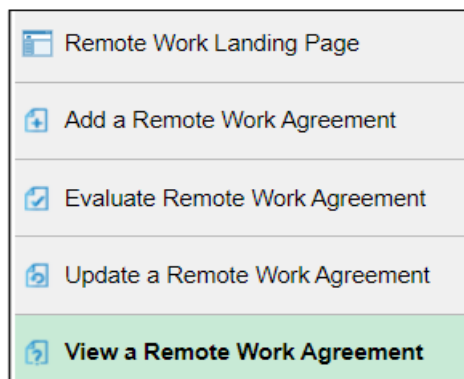 Remote Work Landing Page
Add a Remote Work Agreement
Evaluate Remote Work Agreement
Update a Remote Work Agreement
View a Remote Work Agreement